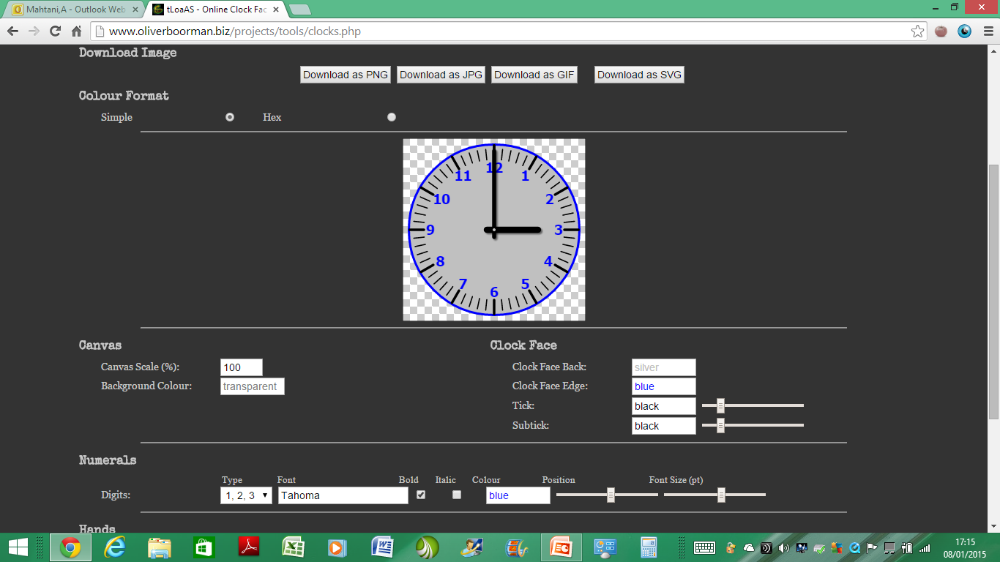 Mahtani,A - Outlook Web
tLoaAS - Online Clock Fac
www.oliverboorman.biz/projects/tools/clocks.php
Download Image
Download as PNG Download as JPG Download as GIF Download as SVG
Colour Format
Simple Hex
12
11 1
10 2
9 3
8 4
7 5
6
Canvas
Canvas Scale (%): 100
Background Colour: transparent
Clock Face
Clock Face Back: silver
Clock Face Edge: blue
Tick: black
Subtick: black
Numerals
Type Font Bold Italic Colour Position Font Size (pt)
Digits: 1, 2, 3 Tahoma blue
Hands
17:15
08/01/2015